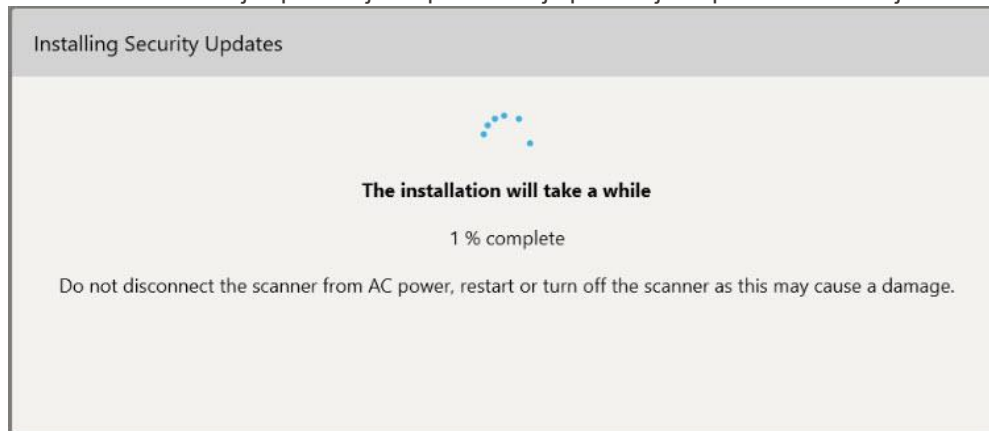 Installing Security Updates
The installation will take a while
1 % complete
Do not disconnect the scanner from AC power, restart or turn off the scanner as this may cause a damage.